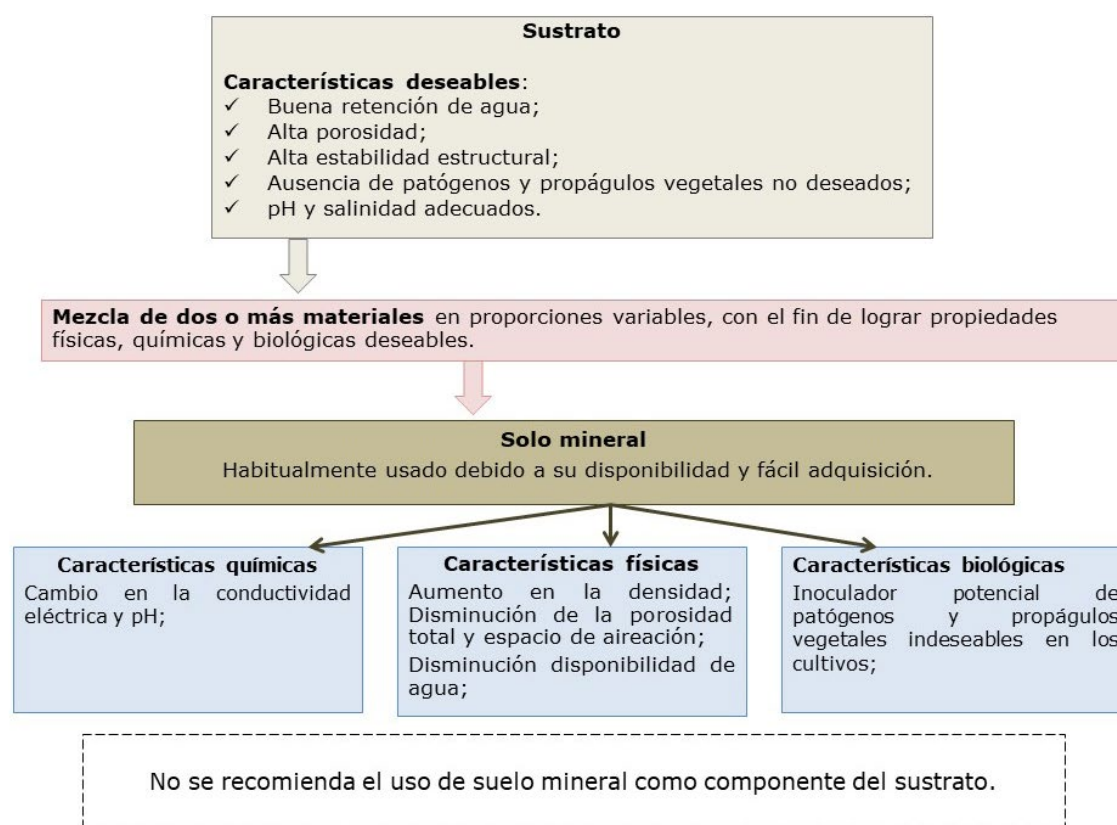 Sustrato
Características deseables:
✓ Buena retención de agua;
✓ Alta porosidad;
✓ Alta estabilidad estructural;
✓ Ausencia de patógenos y propágulos vegetales no deseados;
✓ pH y salinidad adecuados.
Mezcla de dos o más materiales en proporciones variables, con el fin de lograr propiedades
físicas, químicas y biológicas deseables.
Solo mineral
Habitualmente usado debido a su disponibilidad y fácil adquisición.
Características químicas
Cambio en la conductividad
eléctrica y pH;
Características físicas
Aumento en la densidad;
Disminución de la porosidad
total y espacio de aireación;
Disminución disponibilidad de
agua;
Características biológicas
Inoculador potencial de
patógenos y propágulos
vegetales indeseables en los
cultivos;
No se recomienda el uso de suelo mineral como componente del sustrato.